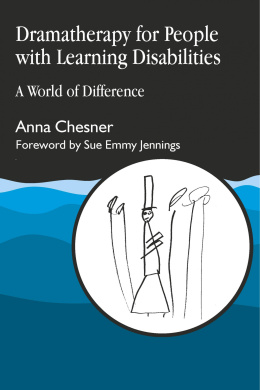 Dramatherapy for People
with Learning Disabilities
A World of Difference
Anna Chesner
Foreword by Sue Emmy Jennings